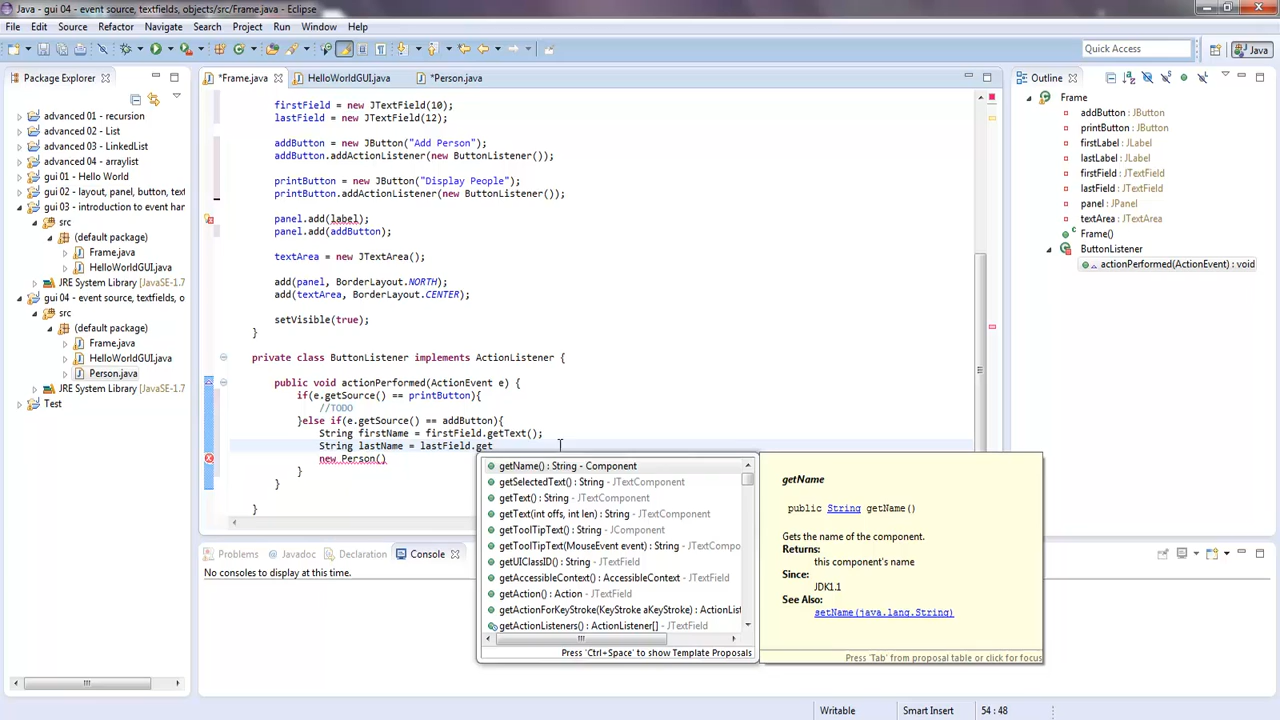 Java - gui 04 - event source, textfields, objects/src/Frame.java - Eclipse
File Edit Source Refactor Navigate Search Project Run Window Help
Quick Access
Java
Package Explorer
advanced 01 - recursion
advanced 02 - List
advanced 03 - LinkedList
advanced 04 - arraylist
gui 01 - Hello World
gui 02 - layout, panel, button, text
gui 03 - introduction to event han
src
(default package)
Frame.java
HelloWorldGUI.java
JRE System Library [JavaSE-1.7
gui 04 - event source, textfields, o
src
(default package)
Frame.java
HelloWorldGUI.java
Person.java
JRE System Library [JavaSE-1.7
Test
*Frame.java HelloWorldGUI.java *Person.java
firstField = new JTextField(10);
lastField = new JTextField(12);
addButton = new JButton("Add Person");
addButton.addActionListener(new ButtonListener());
printButton = new JButton("Display People");
printButton.addActionListener(new ButtonListener());
panel.add(label);
panel.add(addButton);
textArea = new JTextArea();
add(panel, BorderLayout.NORTH);
add(textArea, BorderLayout.CENTER);
setVisible(true);
}
private class ButtonListener implements ActionListener {
public void actionPerformed(ActionEvent e) {
if(e.getSource() == printButton){
//TODO
}else if(e.getSource() == addButton){
String firstName = firstField.getText();
String lastName = lastField.get
new Person()
}
}
}
getName() : String - Component
getSelectedText() : String - JTextComponent
getText() : String - JTextComponent
getText(int offs, int len) : String - JTextComponent
getToolTipText() : String - JComponent
getToolTipText(MouseEvent event) : String - JTextCompo
getUIClassID() : String - JTextField
getAccessibleContext() : AccessibleContext - JTextField
getAction() : Action - JTextField
getActionForKeyStroke(KeyStroke aKeyStroke) : ActionList
getActionListeners() : ActionListener[] - JTextField
Press 'Ctrl+Space' to show Template Proposals
getName
public String getName()
Gets the name of the component.
Returns:
this component's name
Since:
JDK1.1
See Also:
setName(java.lang.String)
Press 'Tab' from proposal table or click for focus
Outline
Frame
addButton : JButton
printButton : JButton
firstLabel : JLabel
lastLabel : JLabel
firstField : JTextField
lastField : JTextField
panel : JPanel
textArea : JTextArea
Frame()
ButtonListener
actionPerformed(ActionEvent) : void
Problems Javadoc Declaration Console
No consoles to display at this time.
Writable Smart Insert 54 : 48